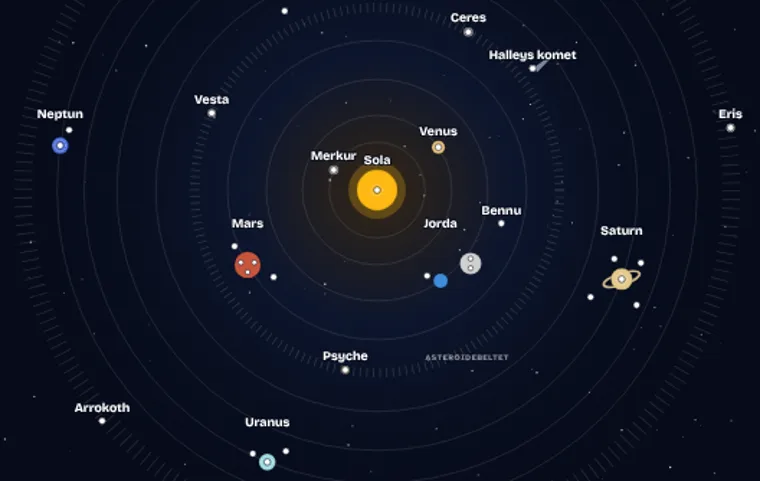 Ceres
Halleys komet
Vesta
Neptun
Eris
Venus
Merkur
Sola
Bennu
Mars
Jorda
Saturn
Psyche
ASTEROIDEBELTET
Arrokoth
Uranus